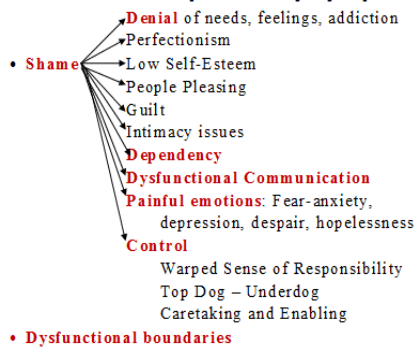 Denial of needs, feelings, addiction
Perfectionism
• Shame
Low Self-Esteem
People Pleasing
Guilt
Intimacy issues
Dependency
Dysfunctional Communication
Painful emotions: Fear-anxiety,
depression, despair, hopelessness
Control
Warped Sense of Responsibility
Top Dog – Underdog
Caretaking and Enabling
• Dysfunctional boundaries